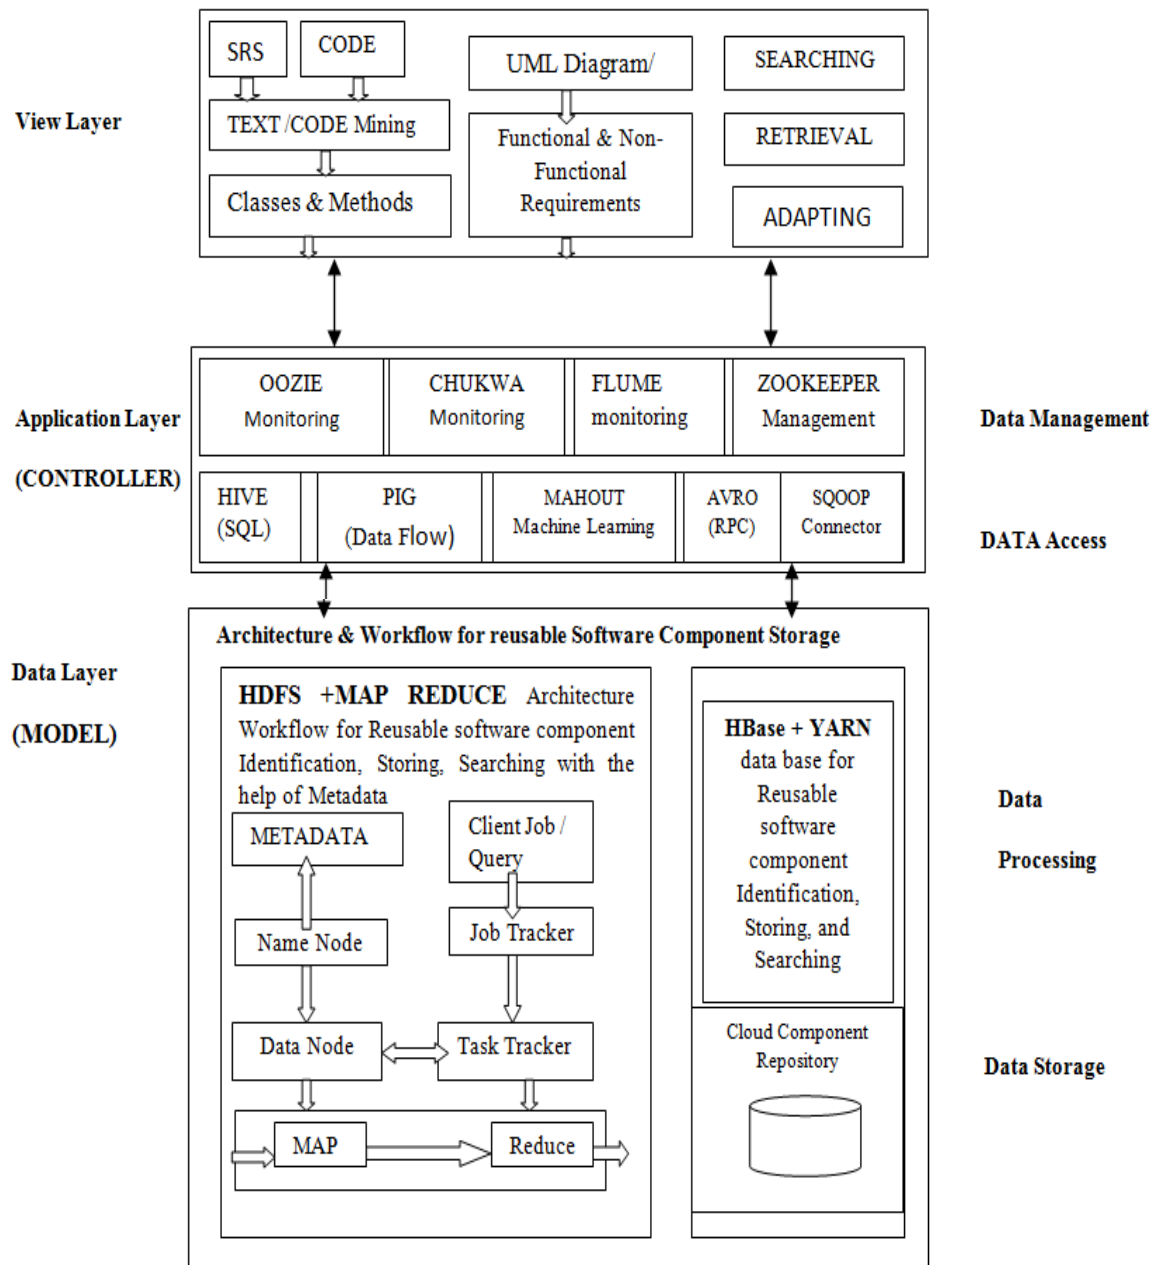 SRS
CODE
TEXT /CODE Mining
Classes & Methods
UML Diagram/
Functional & Non-
Functional
Requirements
SEARCHING
RETRIEVAL
ADAPTING
View Layer
OOZIE
Monitoring
CHUKWA
Monitoring
FLUME
monitoring
ZOOKEEPER
Management
Application Layer
(CONTROLLER)
Data Management
HIVE
(SQL)
PIG
(Data Flow)
MAHOUT
Machine Learning
AVRO
(RPC)
SQOOP
Connector
DATA Access
Architecture & Workflow for reusable Software Component Storage
Data Layer
(MODEL)
HDFS +MAP REDUCE Architecture
Workflow for Reusable software component
Identification, Storing, Searching with the
help of Metadata
METADATA
Client Job /
Query
Name Node
Job Tracker
Data Node
Task Tracker
MAP
Reduce
HBase + YARN
data base for
Reusable
software
component
Identification,
Storing, and
Searching
Data
Processing
Cloud Component
Repository
Data Storage